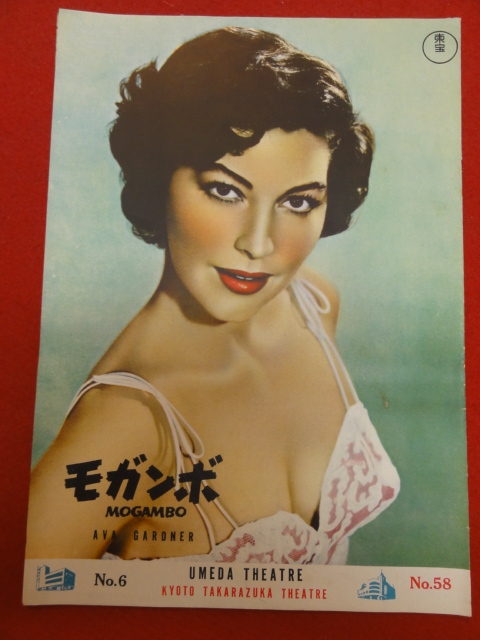 東宝
モガンボ
MOGAMBO
AVA GARDNER
No.6
UMEDA THEATRE
KYOTO TAKARAZUKA THEATRE
No.58